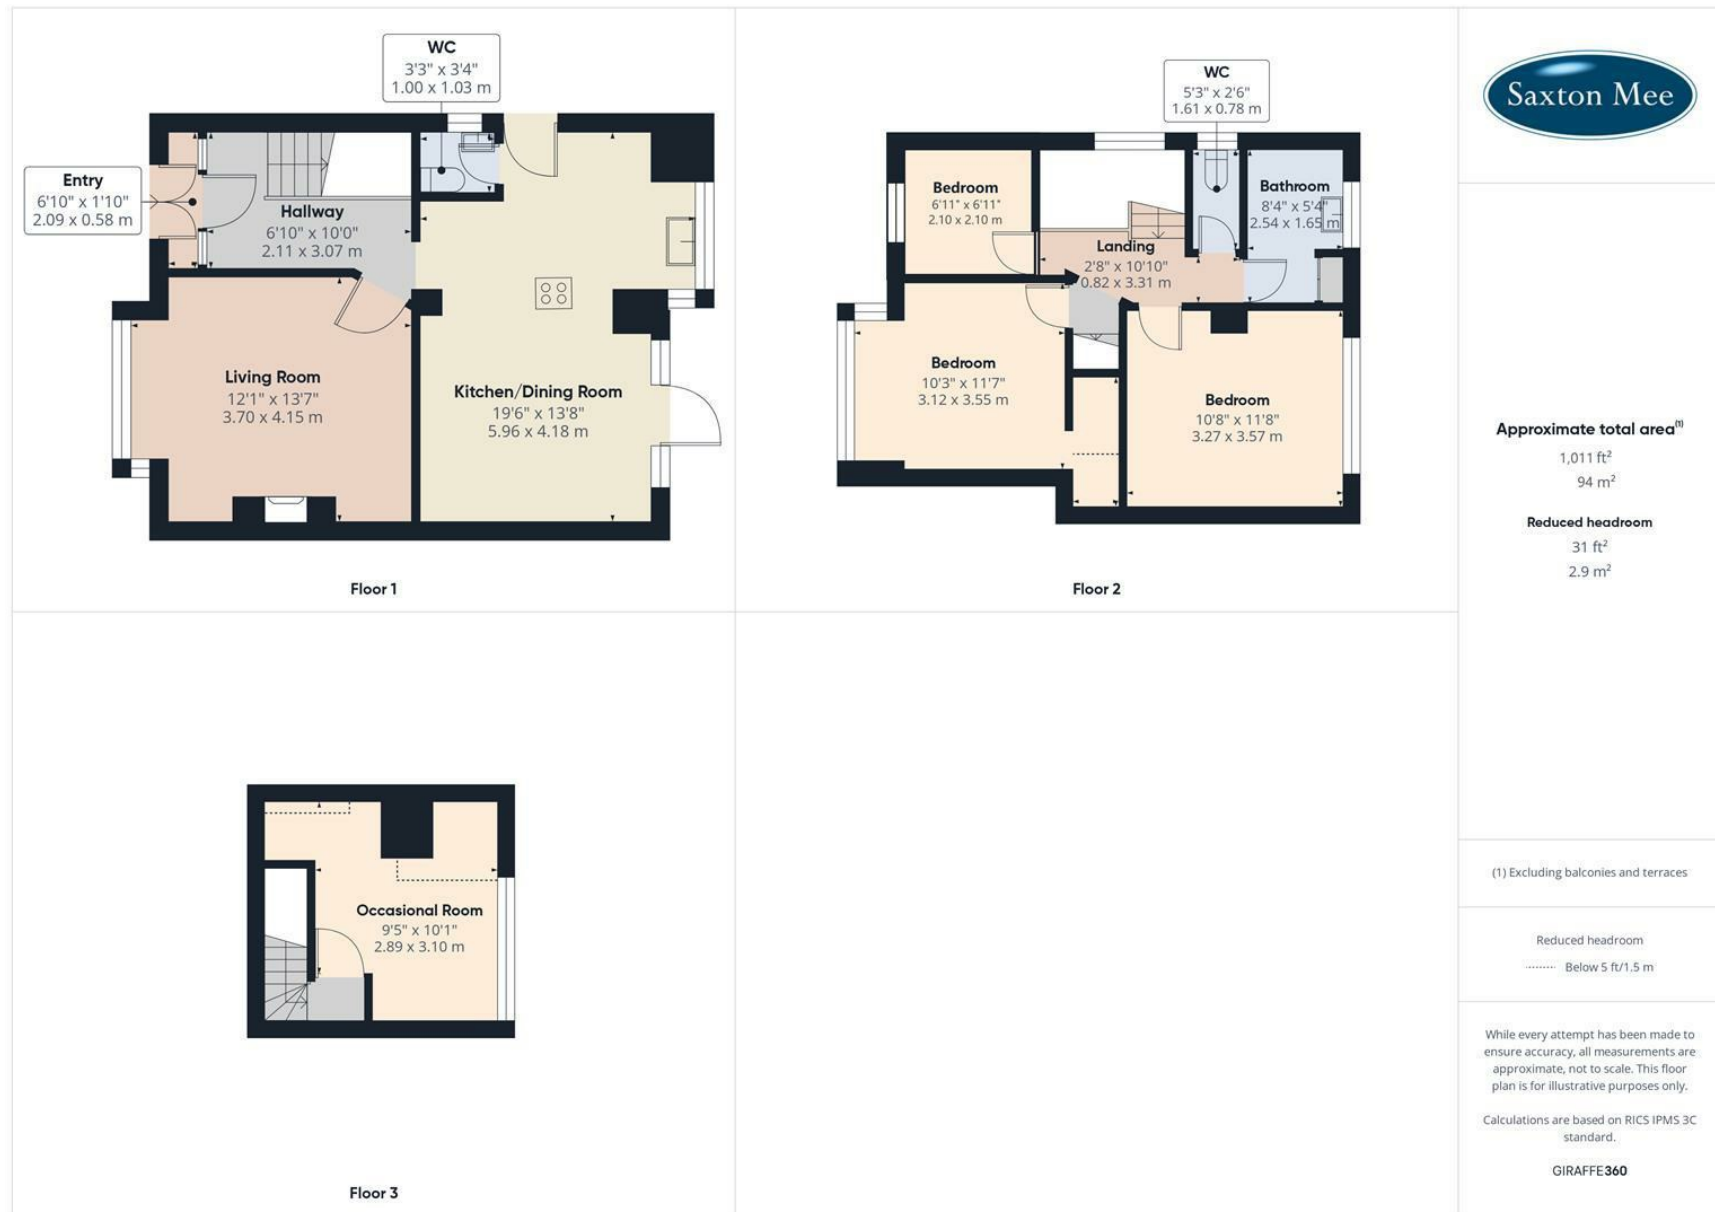 WC
3'3" x 3'4"
1.00 x 1.03 m
Entry
6'10" x 1'10"
2.09 x 0.58 m
Hallway
6'10" x 10'0"
2.11 x 3.07 m
Living Room
12'1" x 13'7"
3.70 x 4.15 m
Kitchen/Dining Room
19'6" x 13'8"
5.96 x 4.18 m
Floor 1
WC
5'3" x 2'6"
1.61 x 0.78 m
Bedroom
6'11" x 6'11"
2.10 x 2.10 m
Bathroom
8'4" x 5'4"
2.54 x 1.65 m
Landing
2'8" x 10'10"
0.82 x 3.31 m
Bedroom
10'3" x 11'7"
3.12 x 3.55 m
Bedroom
10'8" x 11'8"
3.27 x 3.57 m
Floor 2
Occasional Room
9'5" x 10'1"
2.89 x 3.10 m
Floor 3
Saxton Mee
Approximate total area(1)
1,011 ft²
94 m²
Reduced headroom
31 ft²
2.9 m²
(1) Excluding balconies and terraces
Reduced headroom
Below 5 ft/1.5 m
While every attempt has been made to
ensure accuracy, all measurements are
approximate, not to scale. This floor
plan is for illustrative purposes only.
Calculations are based on RICS IPMS 3C
standard.
GIRAFFE360